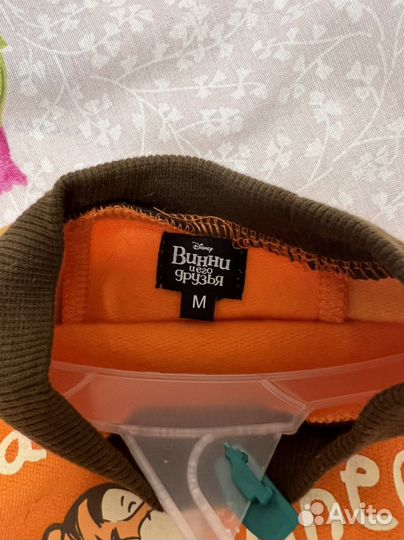 Disney
Винни
и его
друзья
M
Avito